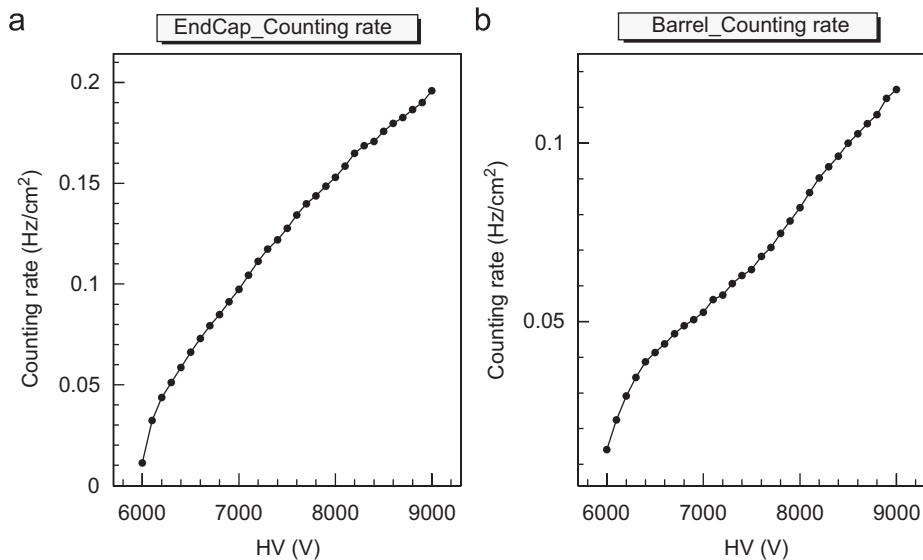 a
EndCap_Counting rate
0.2
0.15
0.1
0.05
0
Counting rate (Hz/cm²)
6000 7000 8000 9000
HV (V)
b
Barrel_Counting rate
0.1
0.05
Counting rate (Hz/cm²)
6000 7000 8000 9000
HV (V)